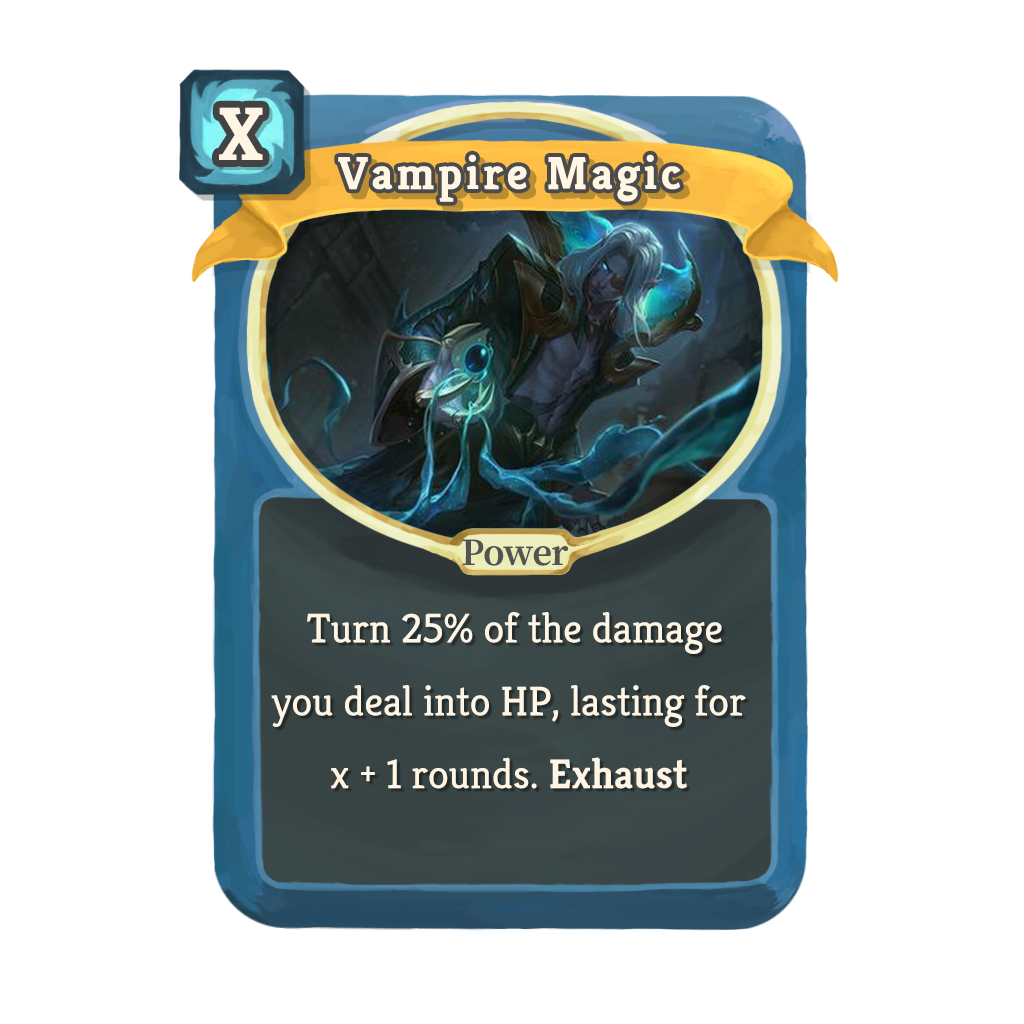 X
Vampire Magic
Power
Turn 25% of the damage
you deal into HP, lasting for
x + 1 rounds. Exhaust